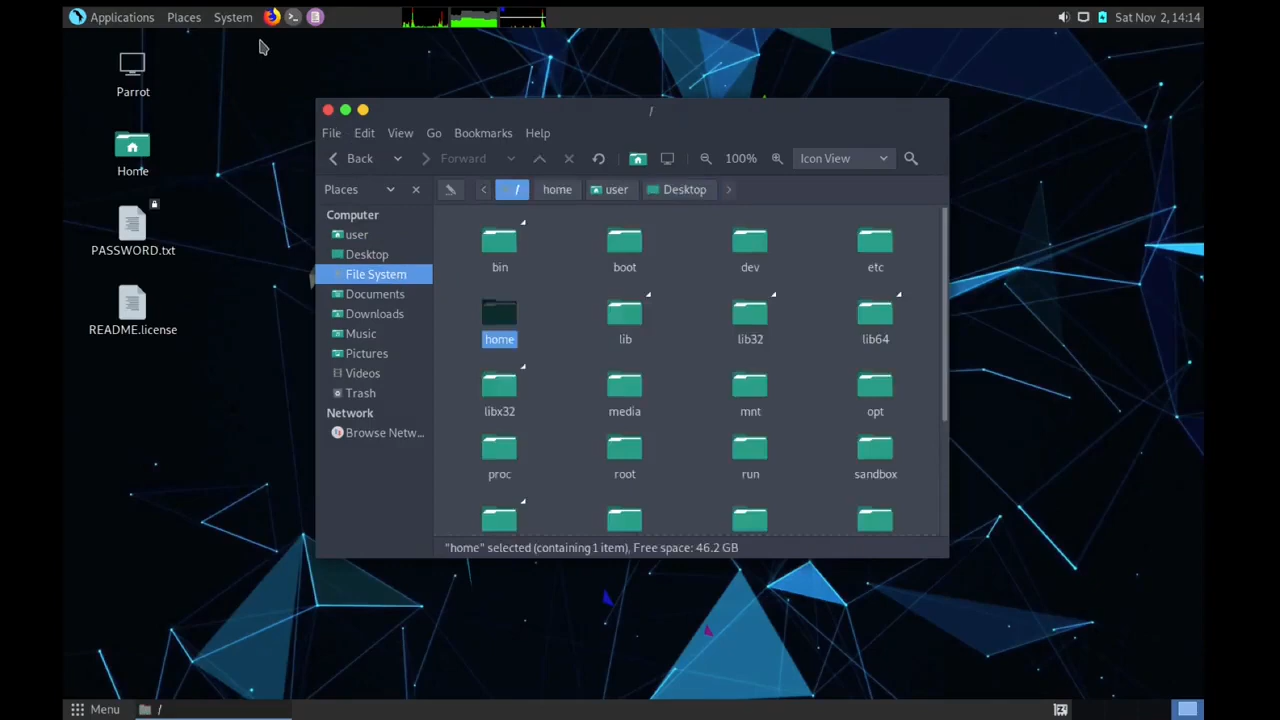 Applications Places System Sat Nov 2, 14:14
Parrot
Home
PASSWORD.txt
README.license
/
File Edit View Go Bookmarks Help
Back Forward 100% Icon View
Places / home user Desktop
Computer
user
Desktop
File System
Documents
Downloads
Music
Pictures
Videos
Trash
Network
Browse Netw...
bin boot dev etc
home lib lib32 lib64
libx32 media mnt opt
proc root run sandbox
"home" selected (containing 1 item), Free space: 46.2 GB
Menu /